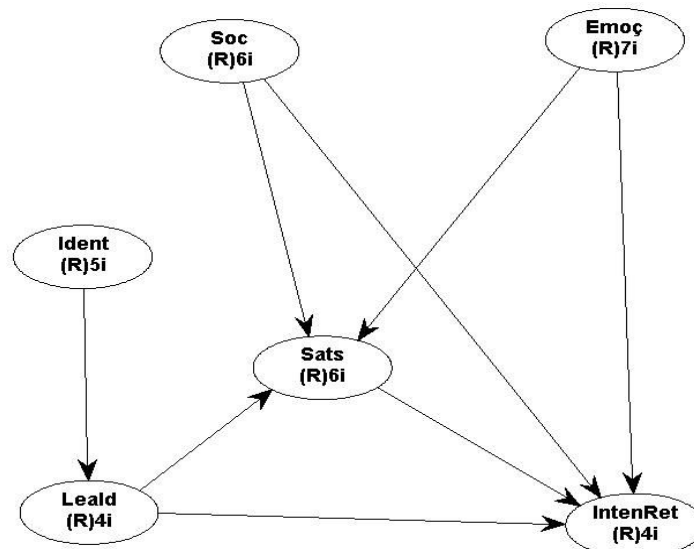 Soc
(R)6i
Emoç
(R)7i
Ident
(R)5i
Sats
(R)6i
Leald
(R)4i
IntenRet
(R)4i